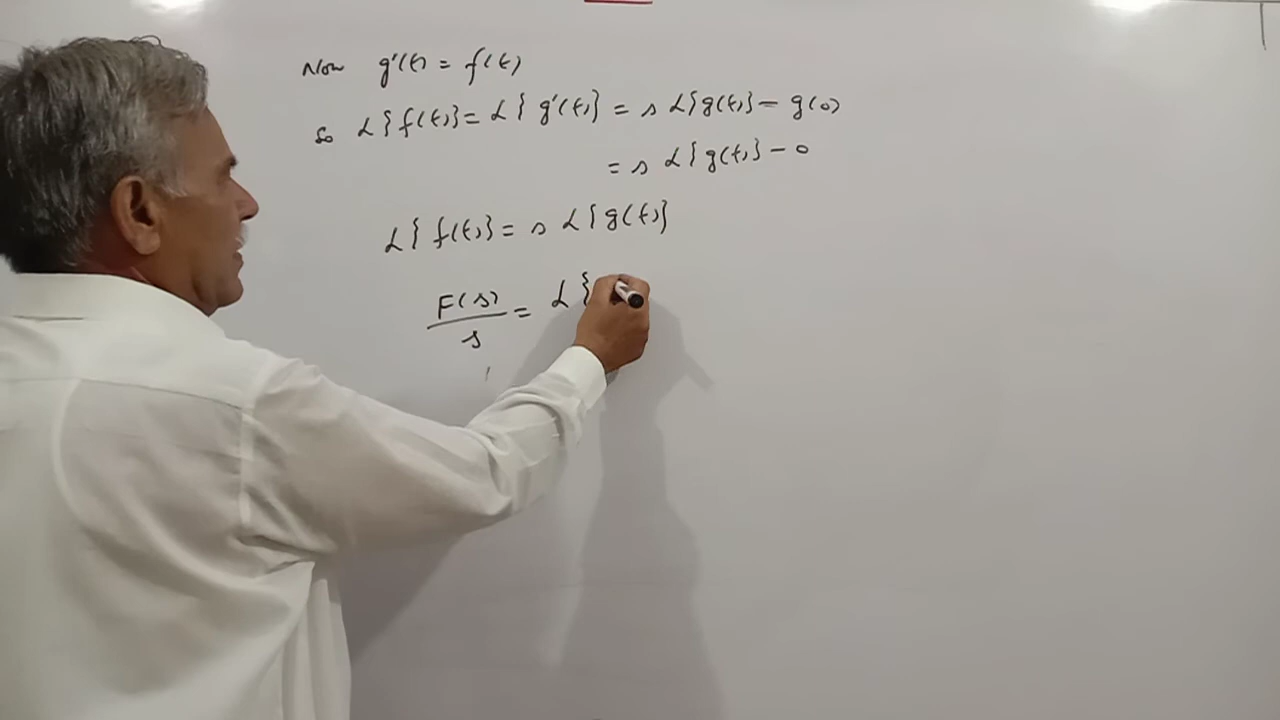 Now g'(t) = f(t)
So L{f(t)} = L{g'(t)} = s L{g(t)} - g(0)
= s L{g(t)} - 0
L{f(t)} = s L{g(t)}
F(s)/s = L{